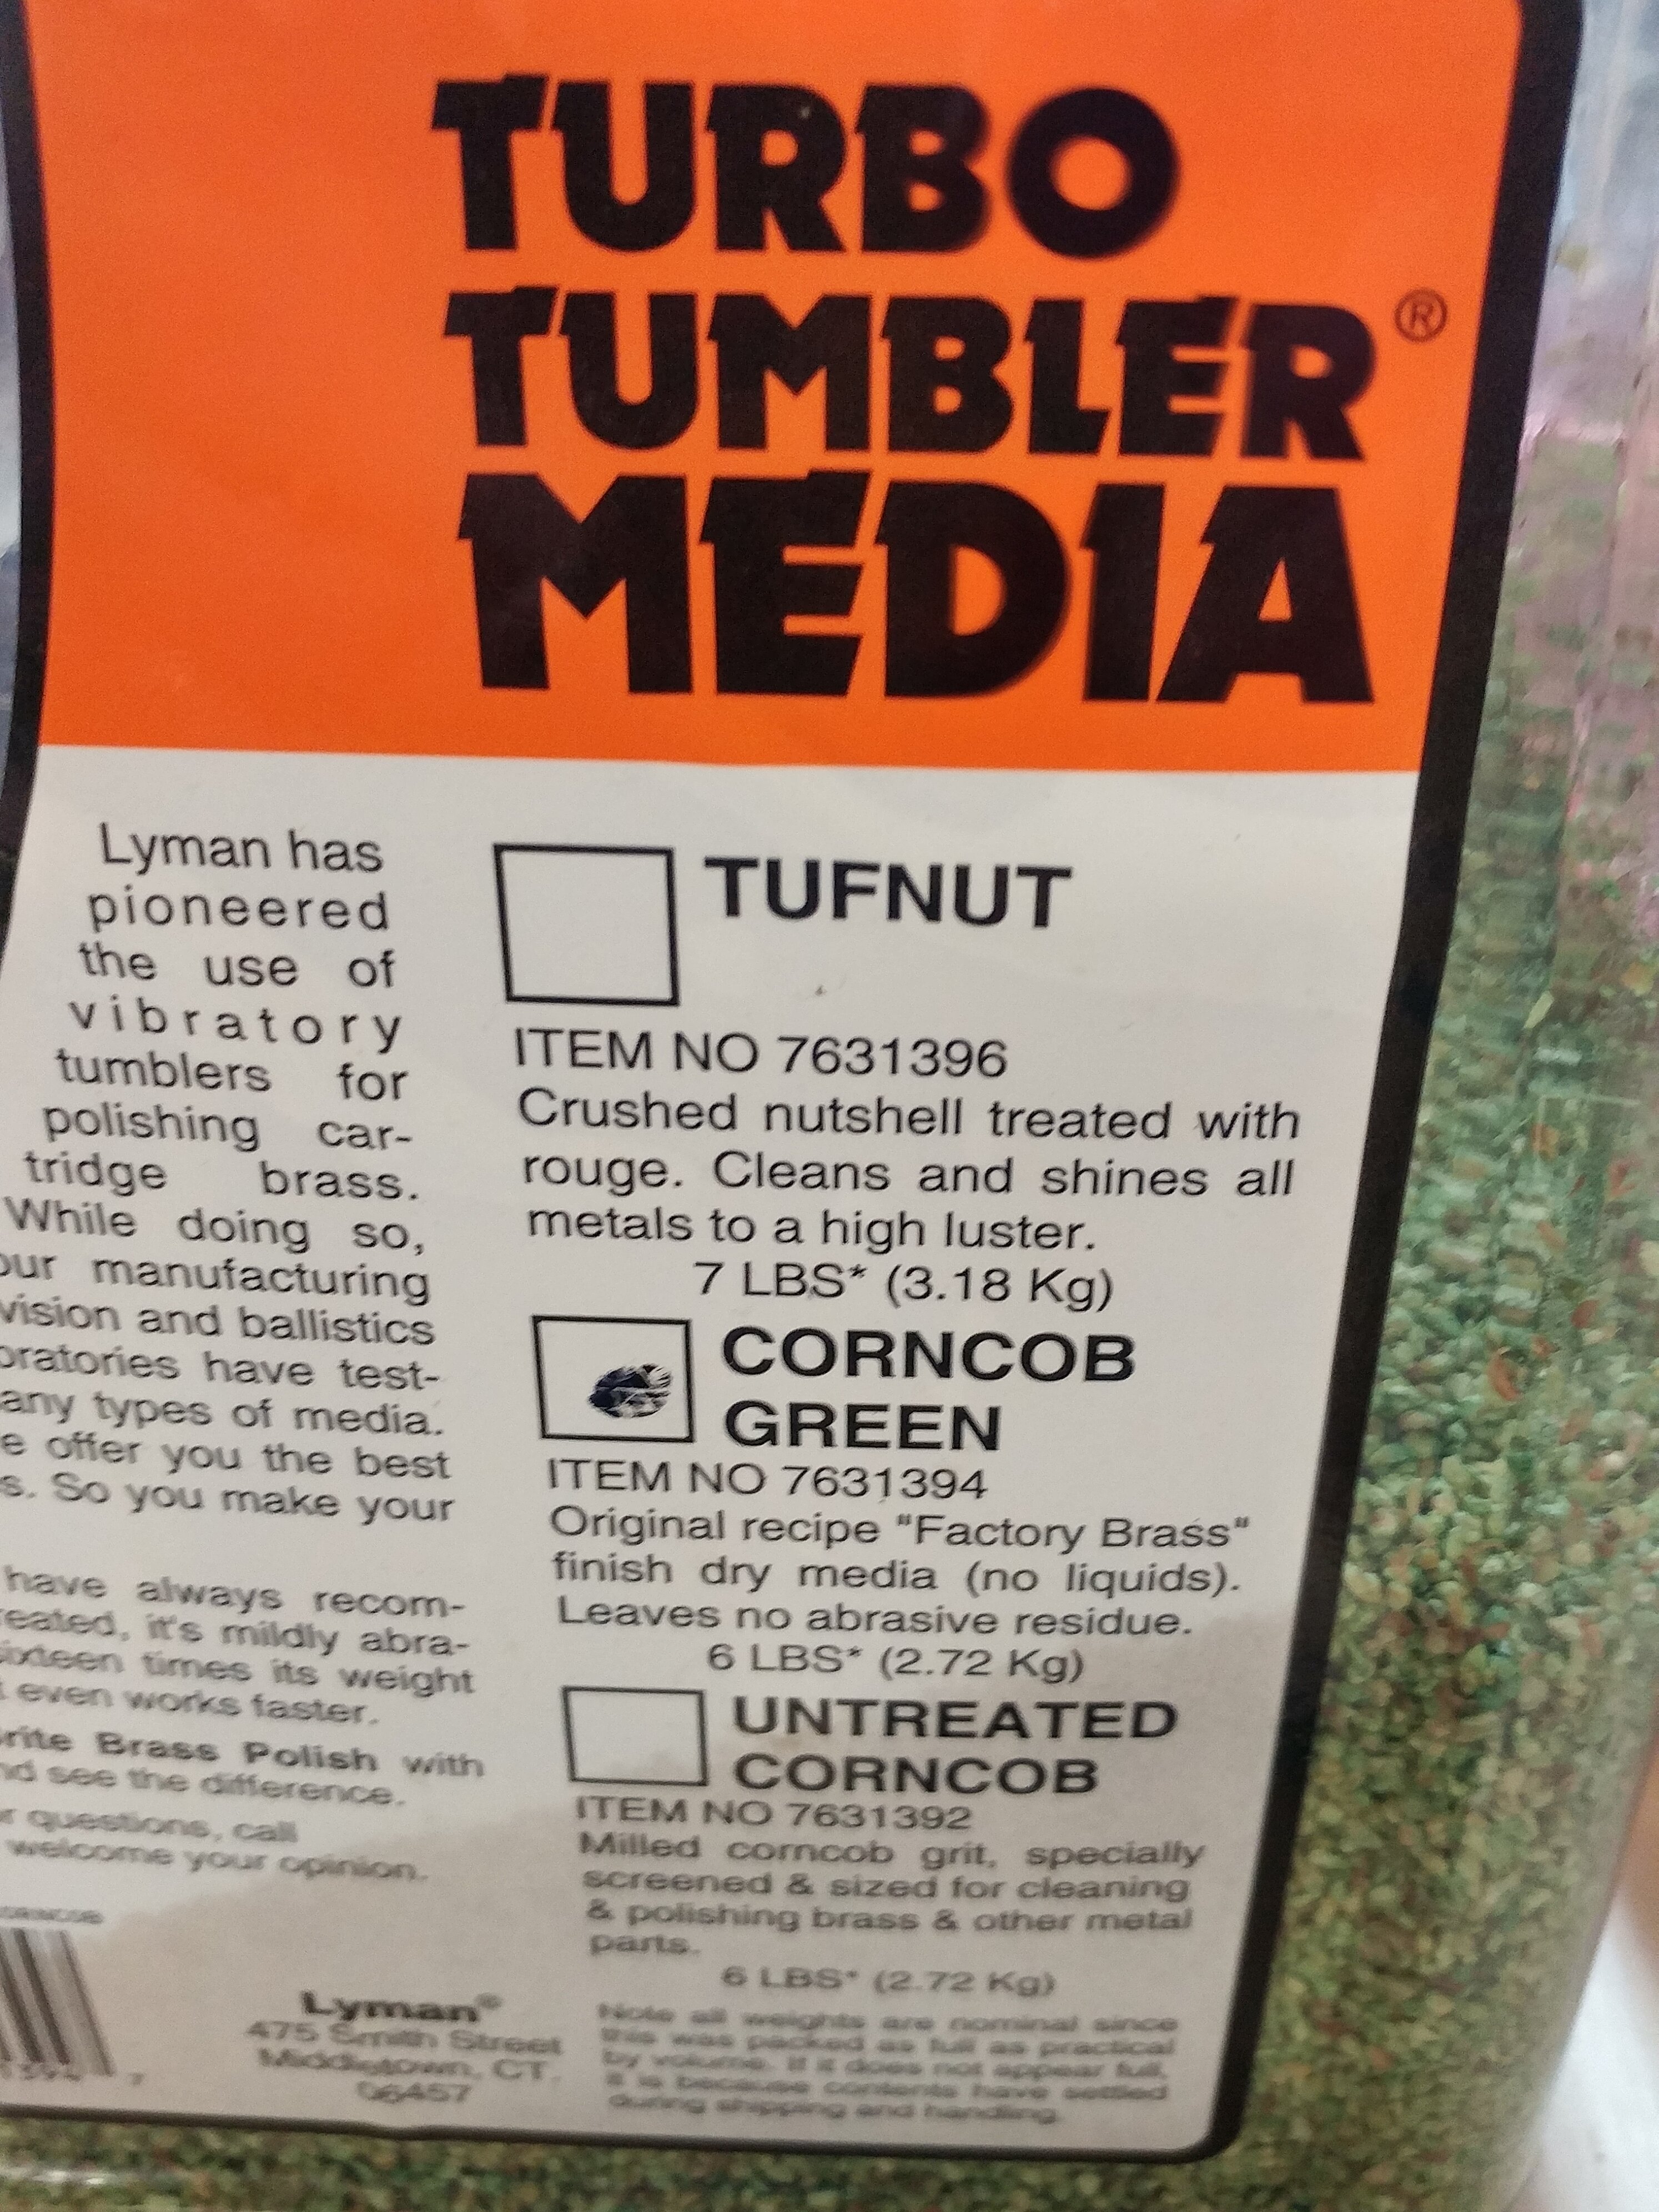 TURBO
TUMBLER®
MEDIA
Lyman has
pioneered
the use of
vibratory
tumblers for
polishing car-
tridge brass.
While doing so,
our manufacturing
vision and ballistics
oratories have test-
any types of media.
e offer you the best
s. So you make your
have always recom-
reated, it's mildly abra-
sixteen times its weight
even works faster.
rite Brass Polish with
nd see the difference.
r questions, call
welcome your opinion.
TUFNUT
ITEM NO 7631396
Crushed nutshell treated with
rouge. Cleans and shines all
metals to a high luster.
7 LBS* (3.18 Kg)
CORNCOB
GREEN
ITEM NO 7631394
Original recipe "Factory Brass"
finish dry media (no liquids).
Leaves no abrasive residue.
6 LBS* (2.72 Kg)
UNTREATED
CORNCOB
ITEM NO 7631392
Milled corncob grit, specially
screened & sized for cleaning
& polishing brass & other metal
parts.
6 LBS* (2.72 Kg)
Note all weights are nominal since
this was packed as full as practical
by volume. If it does not appear full,
it is because contents have settled
during shipping and handling.
Lyman®
475 Smith Street
Middletown, CT.
06457